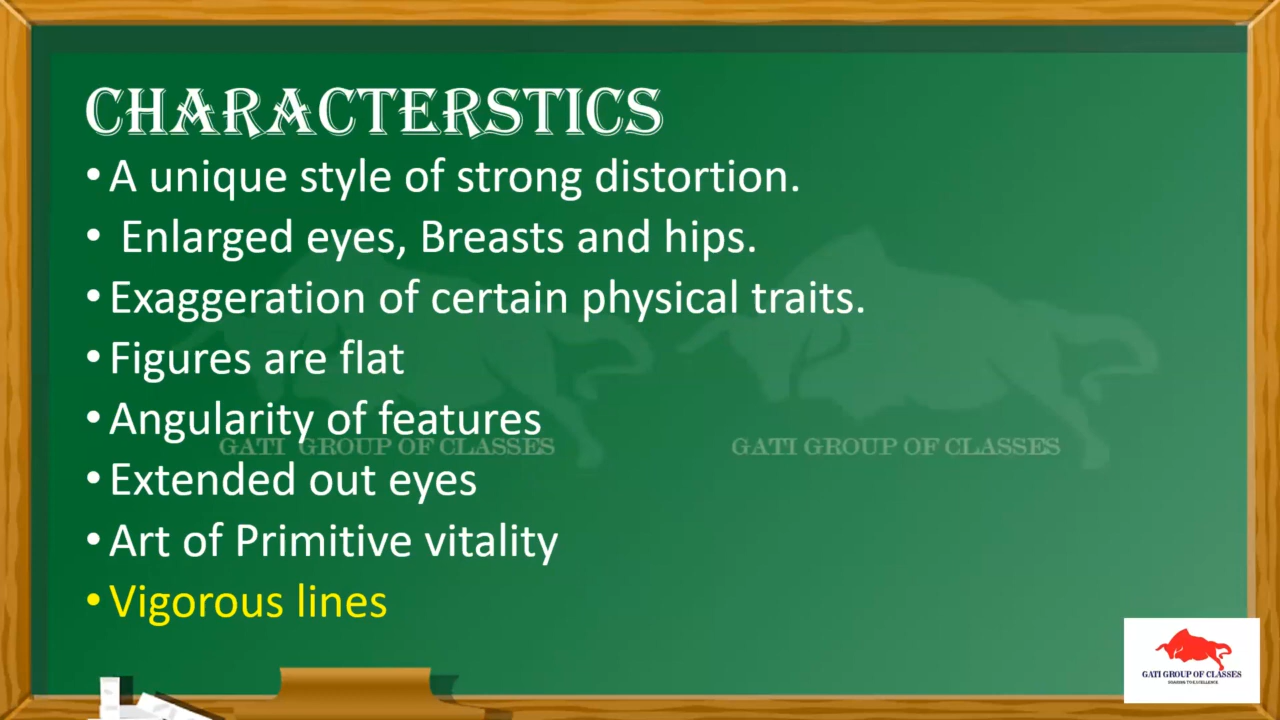 CHARACTERSTICS
• A unique style of strong distortion.
• Enlarged eyes, Breasts and hips.
• Exaggeration of certain physical traits.
• Figures are flat
• Angularity of features
GATI GROUP OF CLASSES
GATI GROUP OF CLASSES
• Extended out eyes
• Art of Primitive vitality
• Vigorous lines
GATI GROUP OF CLASSES